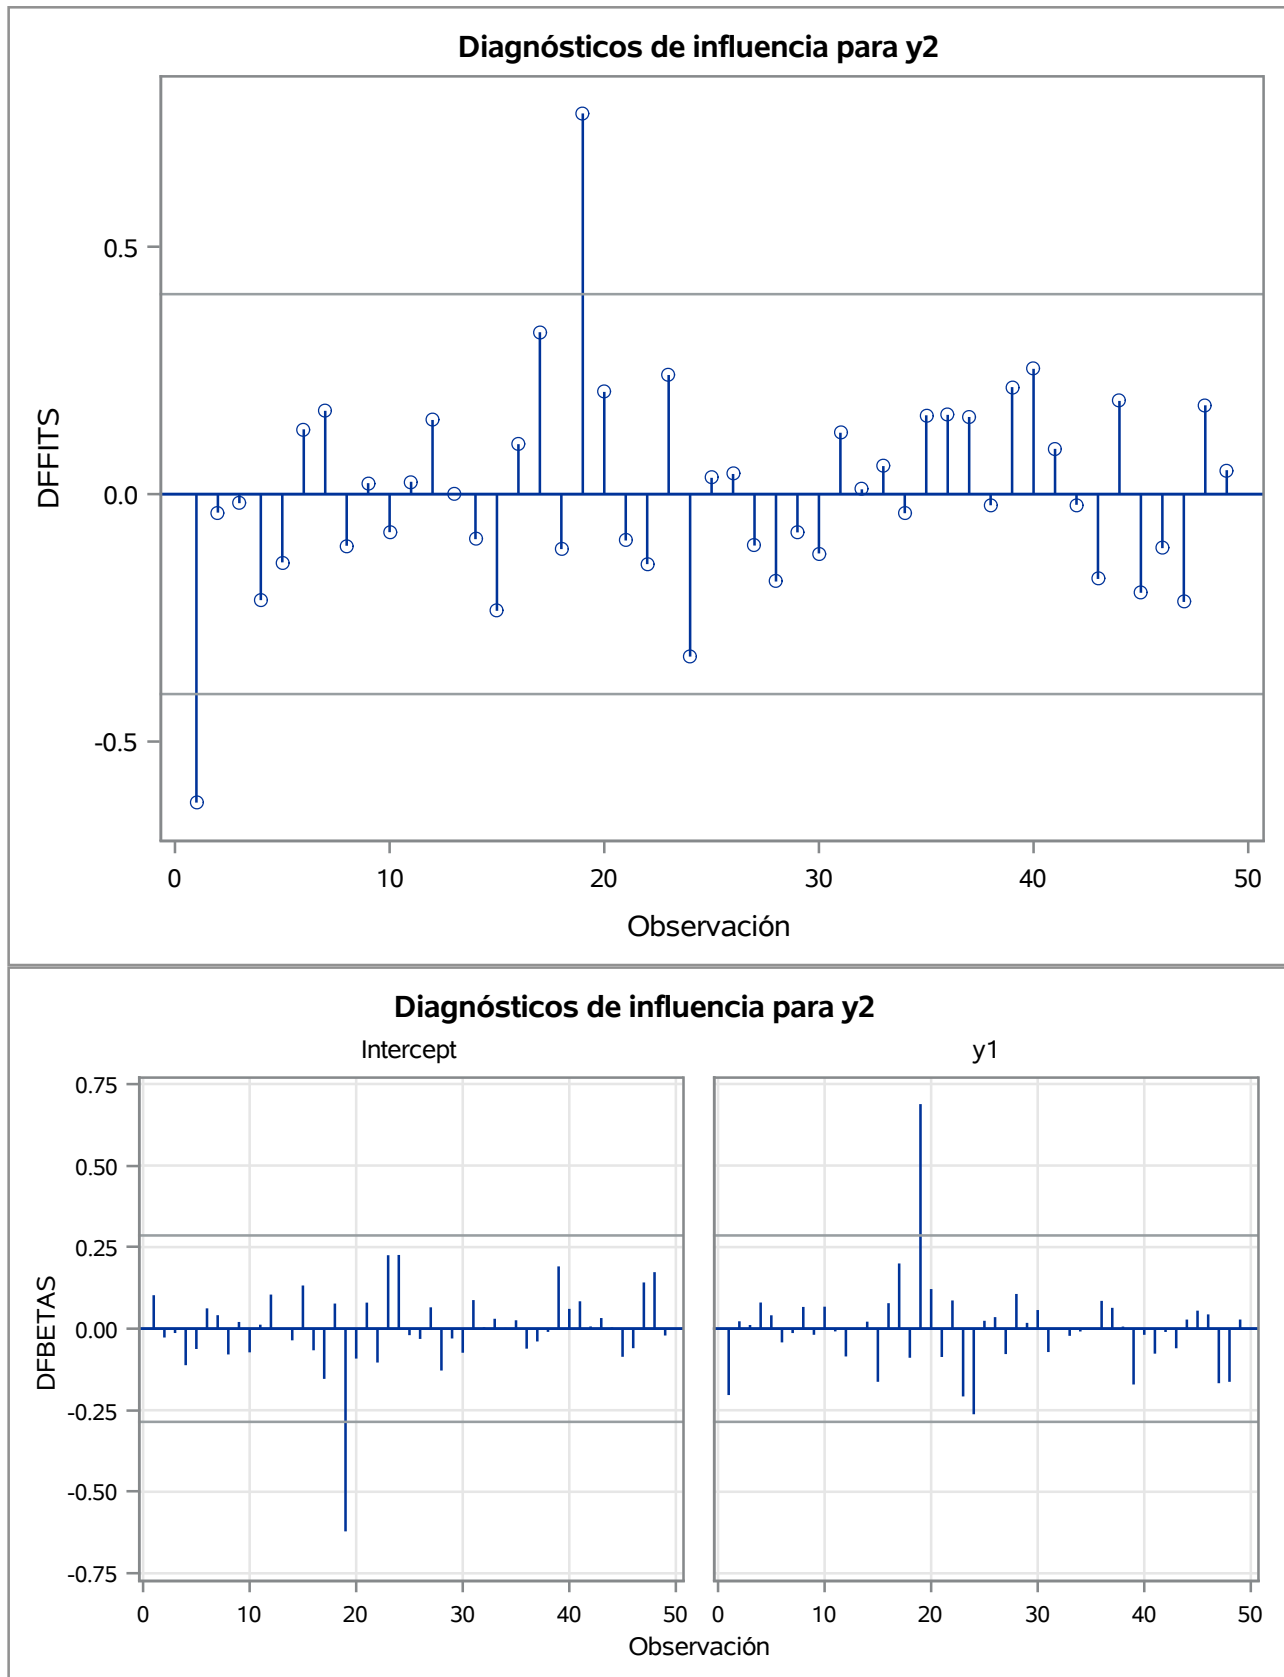 Diagnósticos de influencia para y2
DFFITS
0.5
0.0
-0.5
0 10 20 30 40 50
Observación
Diagnósticos de influencia para y2
Intercept y1
DFBETAS
0.75
0.50
0.25
0.00
-0.25
-0.50
-0.75
0 10 20 30 40 50 0 10 20 30 40 50
Observación